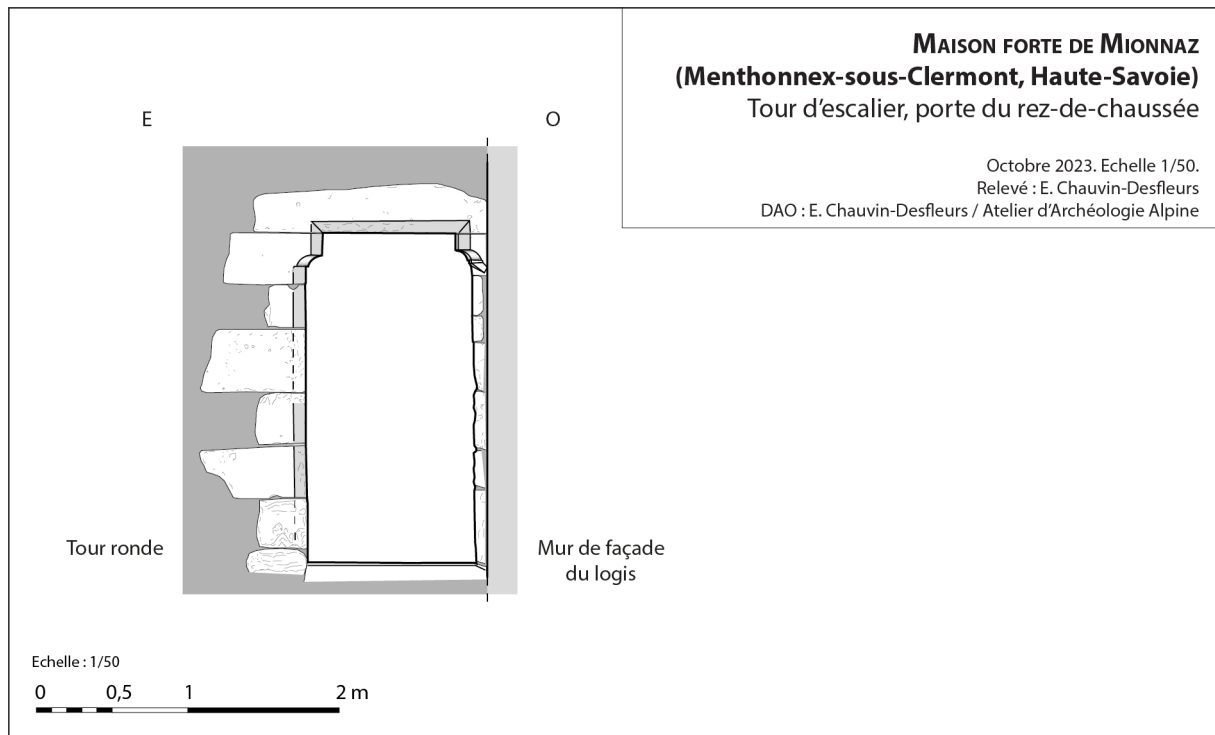 MAISON FORTE DE MIONNAZ
(Menthonnex-sous-Clermont, Haute-Savoie)
Tour d'escalier, porte du rez-de-chaussée
Octobre 2023. Echelle 1/50.
Relevé : E. Chauvin-Desfleurs
DAO : E. Chauvin-Desfleurs / Atelier d'Archéologie Alpine
E
O
Tour ronde
Mur de façade
du logis
Echelle : 1/50
0 0,5 1 2 m